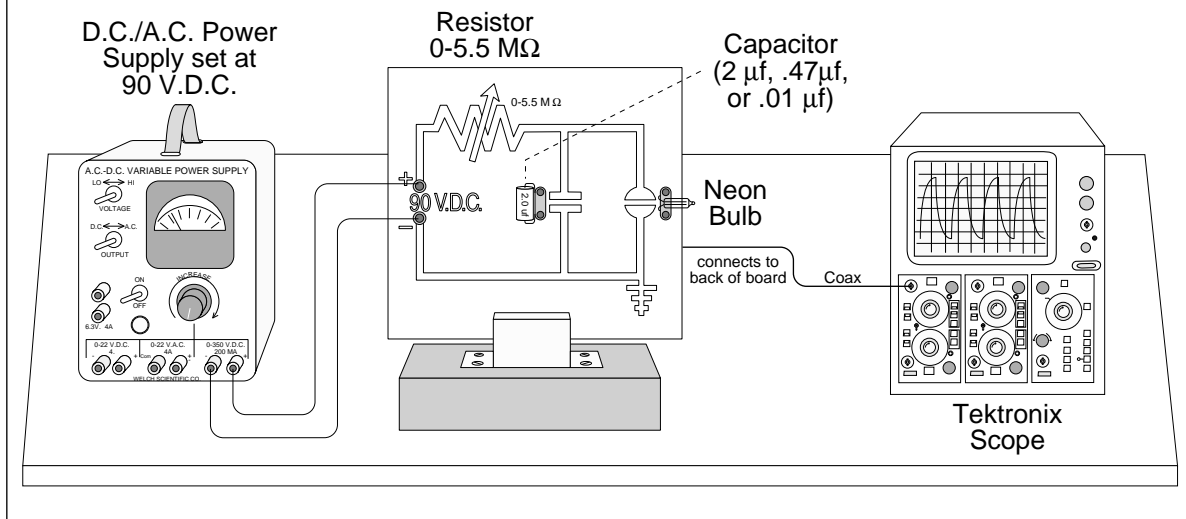 D.C./A.C. Power
Supply set at
90 V.D.C.
Resistor
0-5.5 MΩ
Capacitor
(2 µf, .47µf,
or .01 µf)
0-5.5 M Ω
A.C.-D.C. VARIABLE POWER SUPPLY
LO HI
VOLTAGE
D.C. A.C.
OUTPUT
ON
OFF
INCREASE
6.3V. 4A
0-22 V.D.C.
4.
- +
0-22 V.A.C.
4A
Com
0-350 V.D.C.
200 MA
- +
WELCH SCIENTIFIC CO.
+
90 V.D.C.
–
2.0 uf
Neon
Bulb
connects to
back of board
Coax
Tektronix
Scope